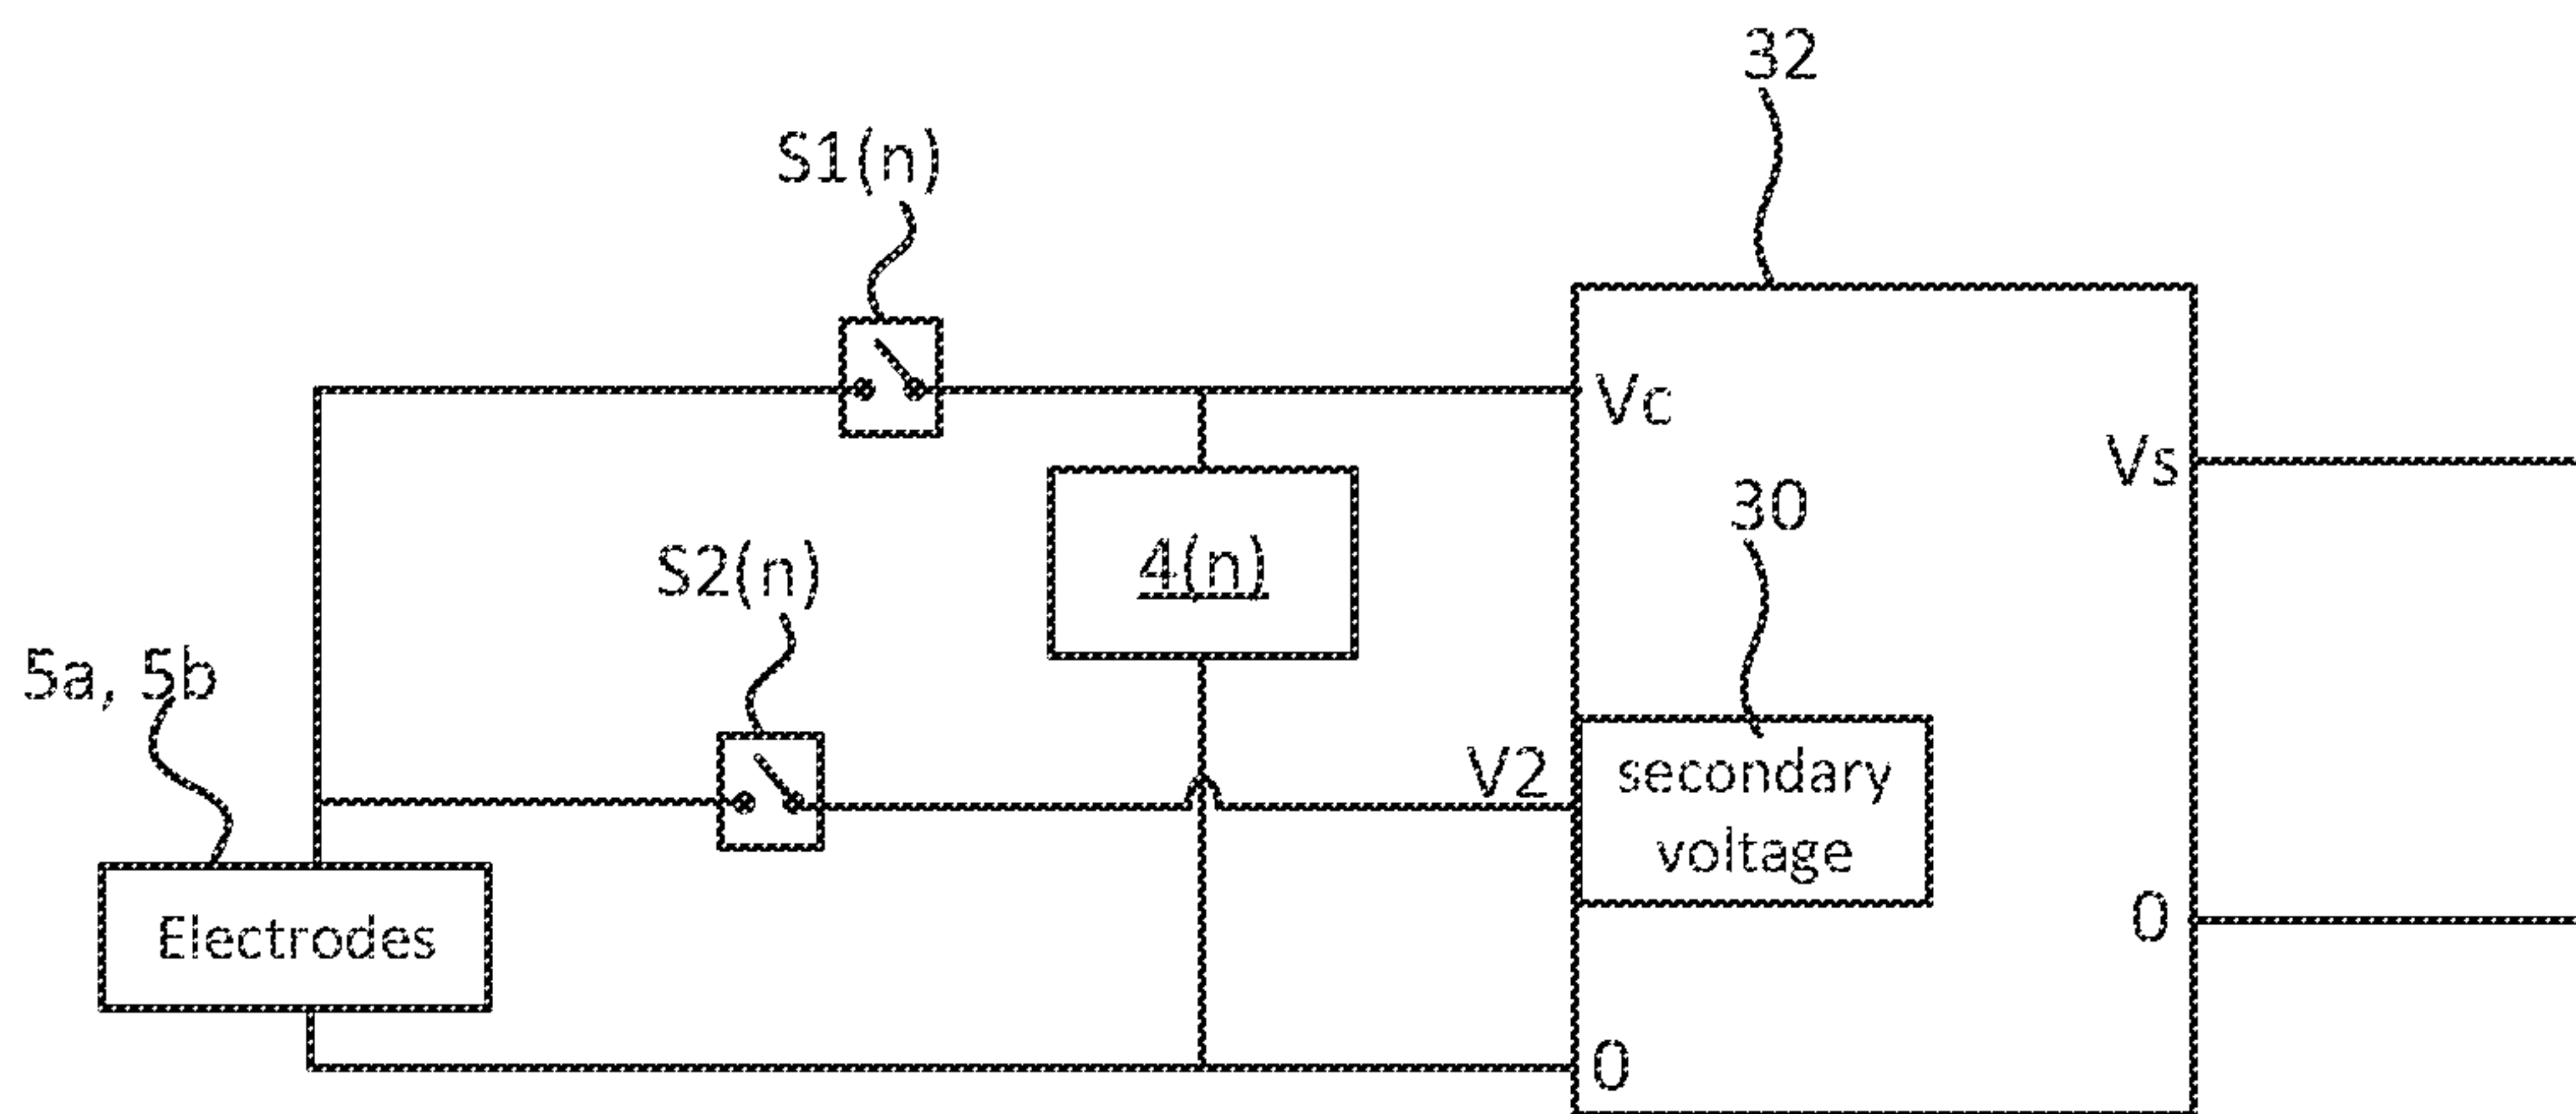 32
S1(n)
Vc
Vs
30
4(n)
S2(n)
5a, 5b
V2
secondary
voltage
0
Electrodes
0